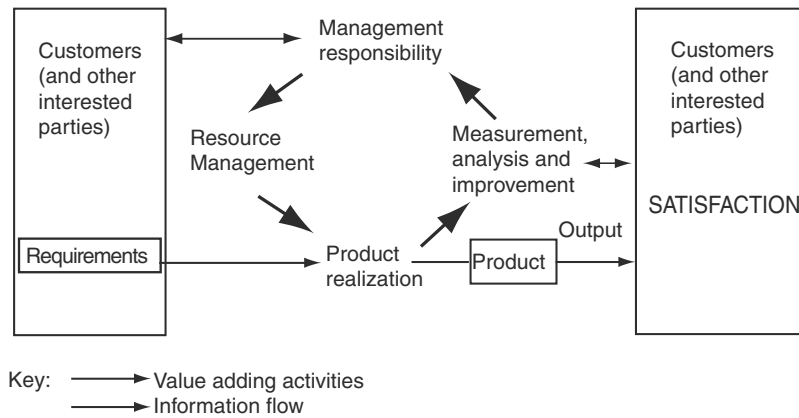 Customers
(and other
interested
parties)
Management
responsibility
Customers
(and other
interested
parties)
Resource
Management
Measurement,
analysis and
improvement
SATISFACTION
Requirements
Product
realization
Product
Output
Key:
Value adding activities
Information flow